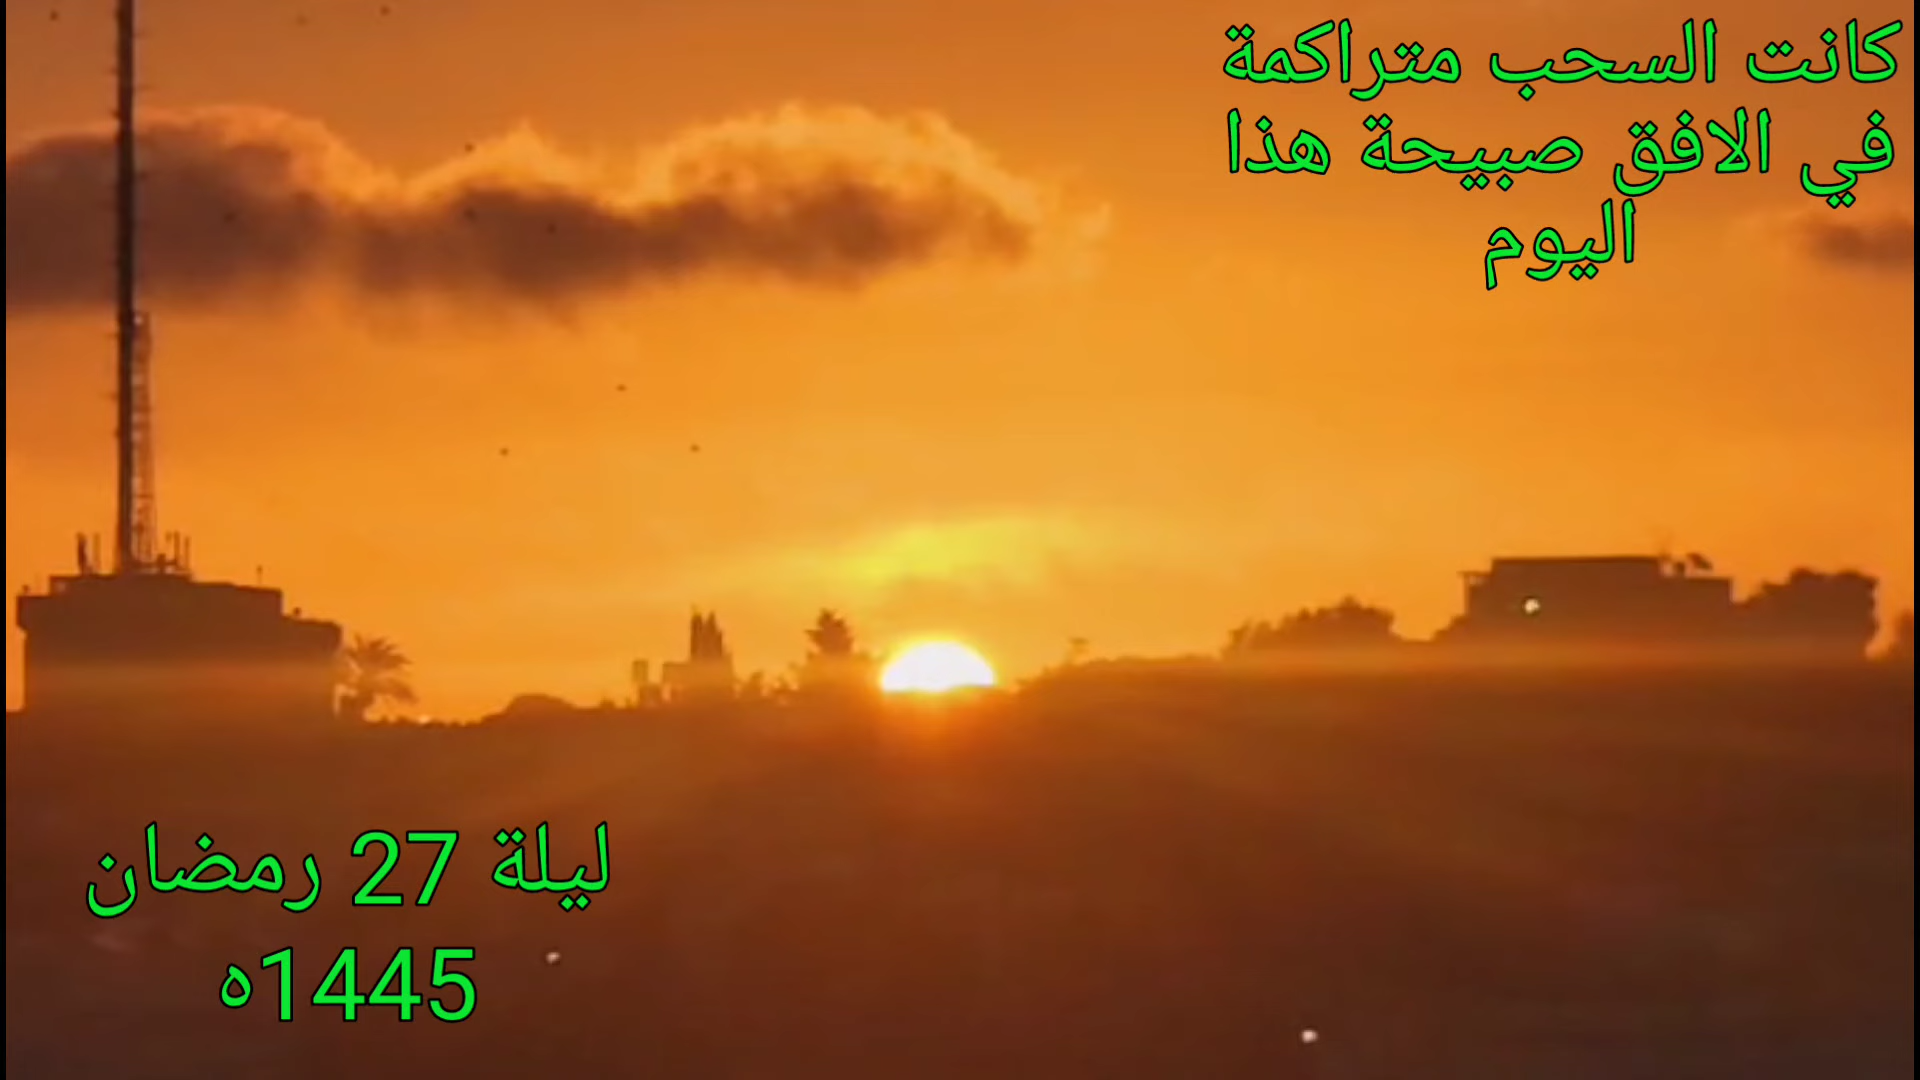 كانت السحب متراكمة
في الافق صبيحة هذا
اليوم
ليلة 27 رمضان
1445ه